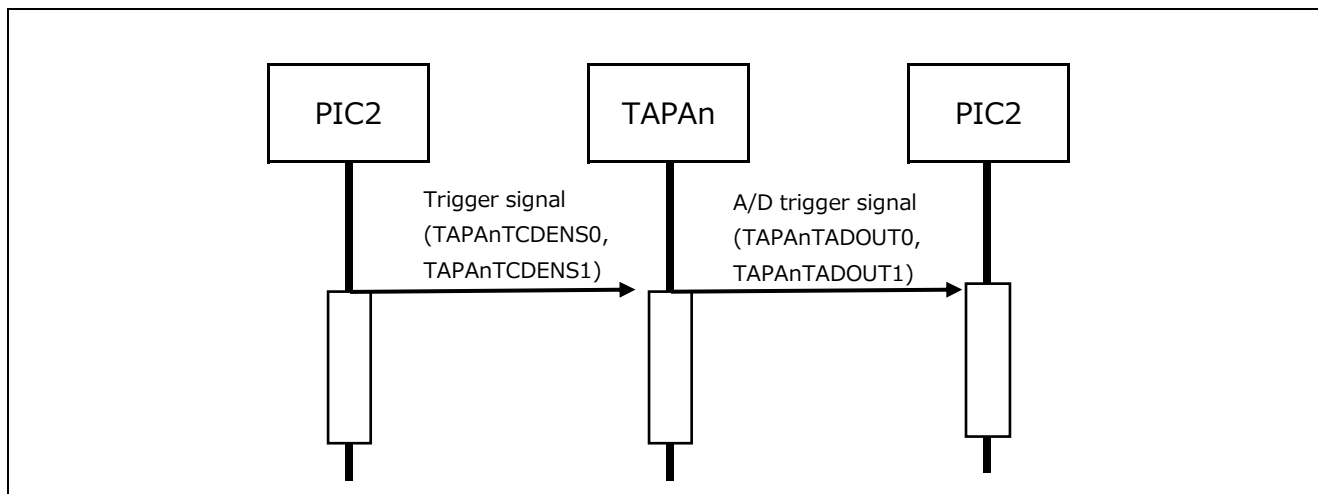 PIC2
TAPAn
PIC2
Trigger signal
(TAPAnTCDENS0,
TAPAnTCDENS1)
A/D trigger signal
(TAPAnTADOUT0,
TAPAnTADOUT1)